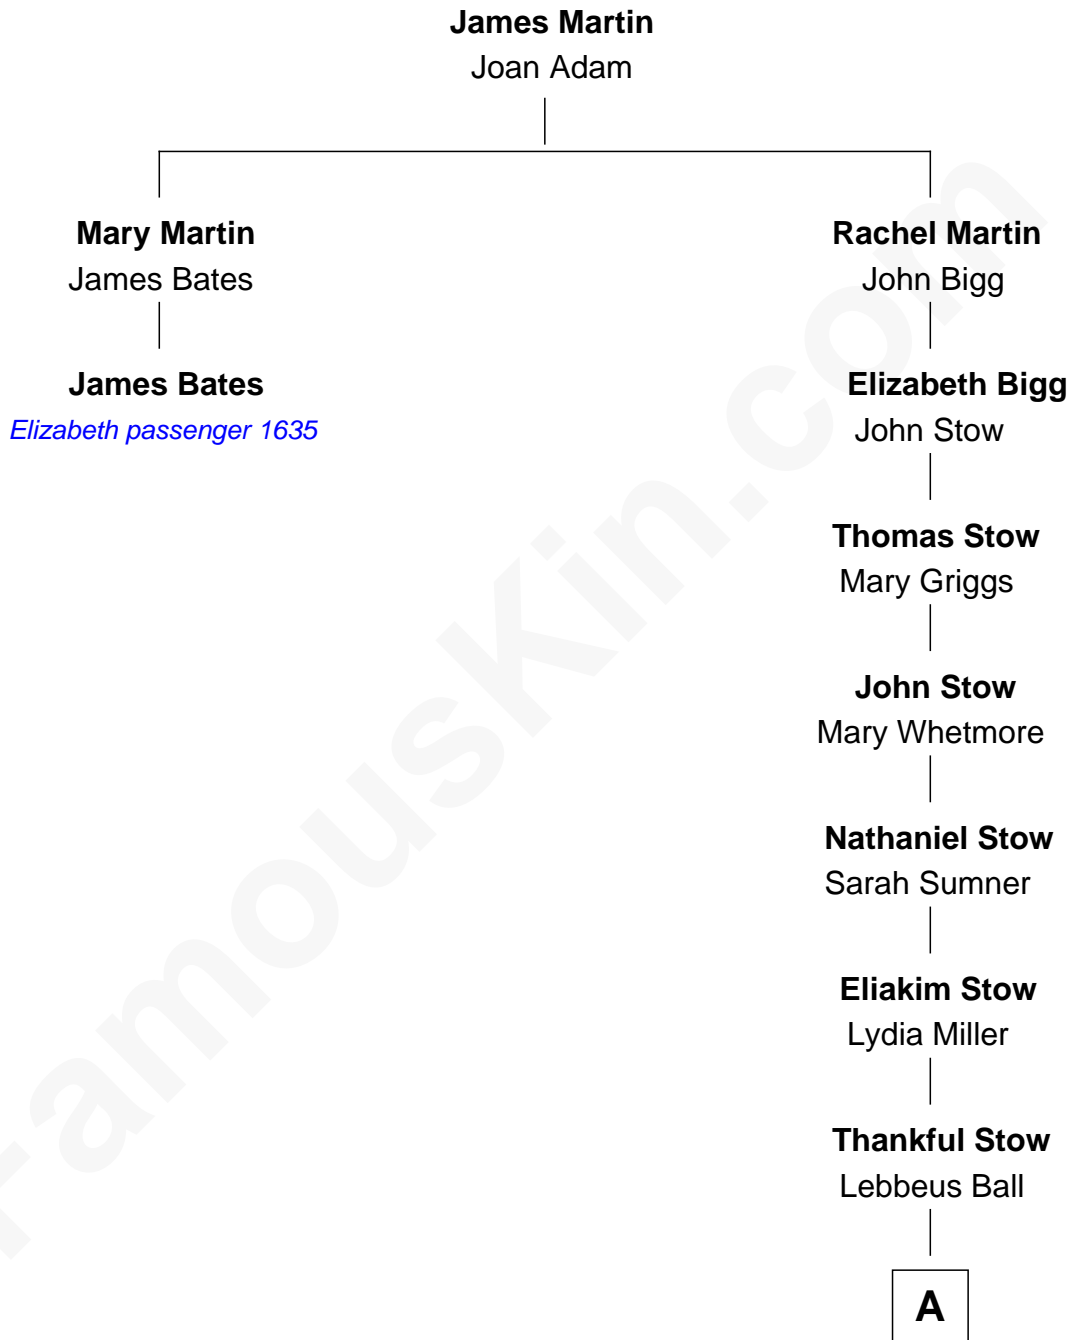 James Martin
Joan Adam
Mary Martin
James Bates
Rachel Martin
John Bigg
James Bates
Elizabeth passenger 1635
Elizabeth Bigg
John Stow
Thomas Stow
Mary Griggs
John Stow
Mary Whetmore
Nathaniel Stow
Sarah Sumner
Eliakim Stow
Lydia Miller
Thankful Stow
Lebbeus Ball
A
FamousKin.com